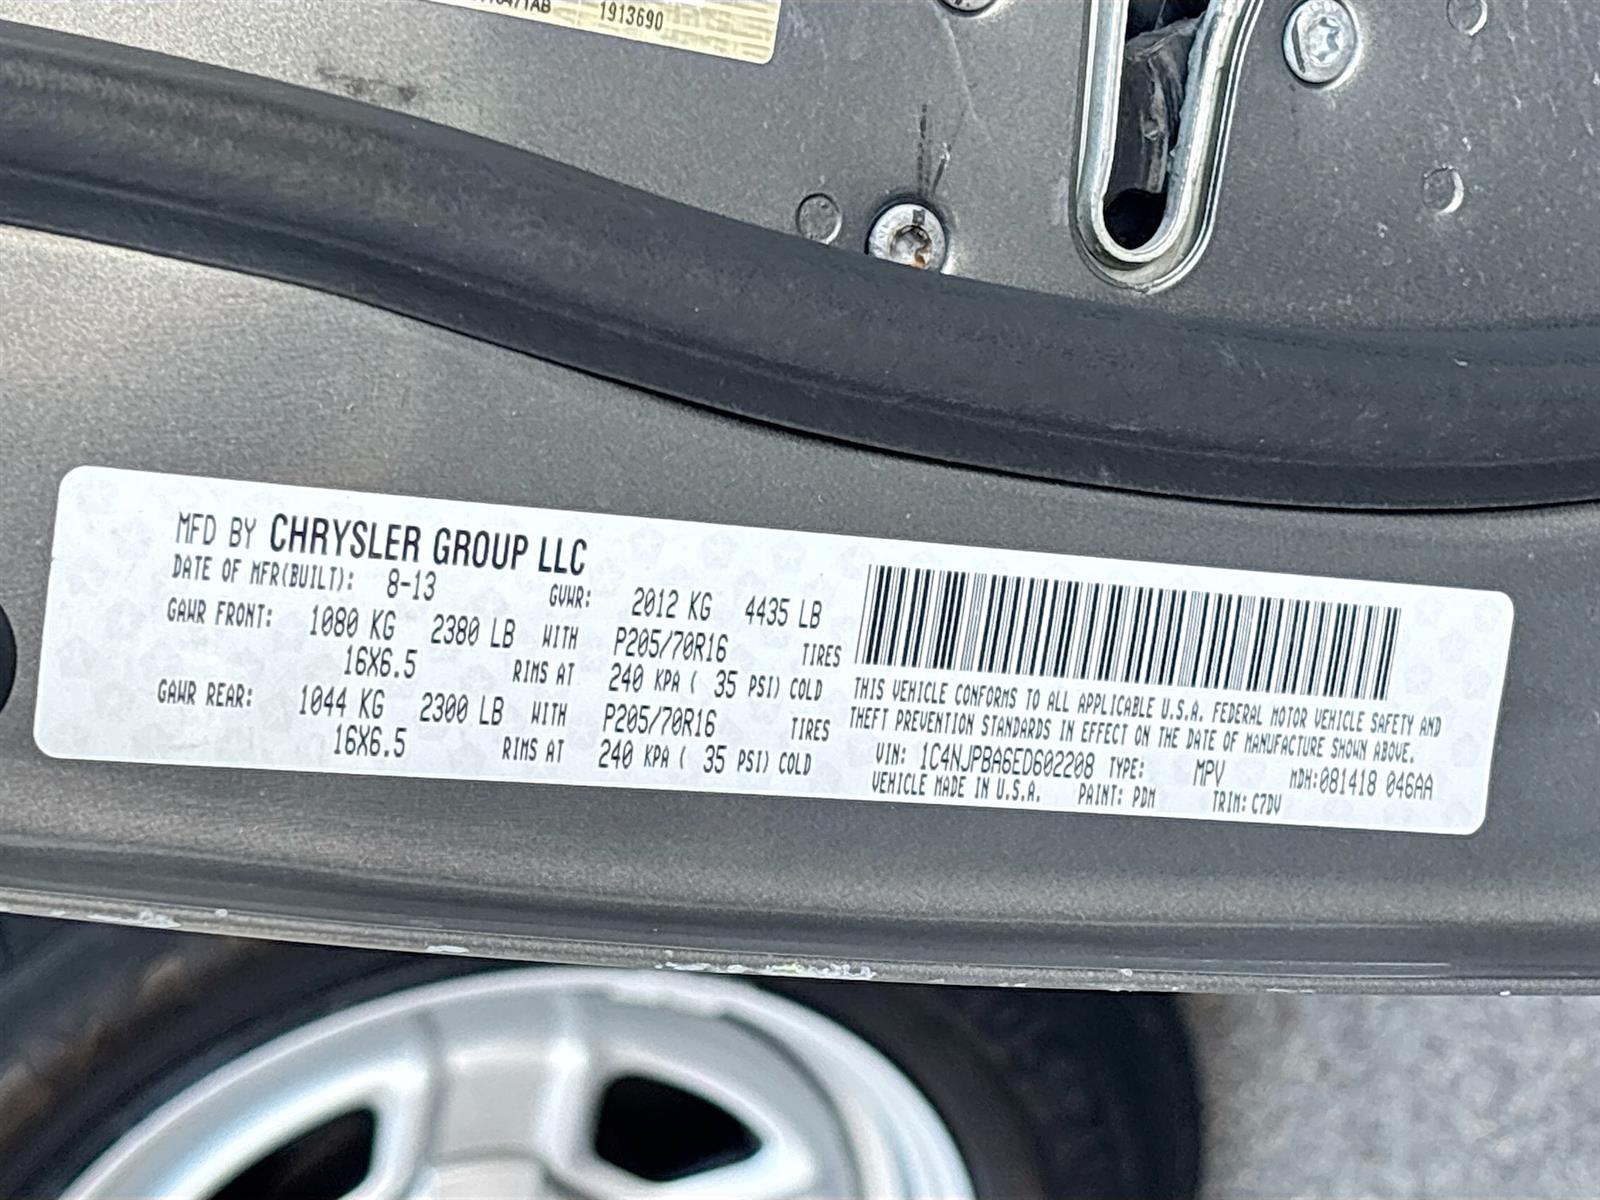 1913690
MFD BY CHRYSLER GROUP LLC
DATE OF MFR(BUILT): 8-13 GVWR: 2012 KG 4435 LB
GAWR FRONT: 1080 KG 2380 LB WITH P205/70R16 TIRES
16X6.5 RIMS AT 240 KPA ( 35 PSI) COLD
GAWR REAR: 1044 KG 2300 LB WITH P205/70R16 TIRES
16X6.5 RIMS AT 240 KPA ( 35 PSI) COLD
THIS VEHICLE CONFORMS TO ALL APPLICABLE U.S.A. FEDERAL MOTOR VEHICLE SAFETY AND
THEFT PREVENTION STANDARDS IN EFFECT ON THE DATE OF MANUFACTURE SHOWN ABOVE.
VIN: 1C4NJPBA6ED602208 TYPE: MPV MDH:081418 046AA
VEHICLE MADE IN U.S.A. PAINT: PDM TRIM: C7DV